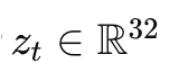 z_t ∈ ℝ^32